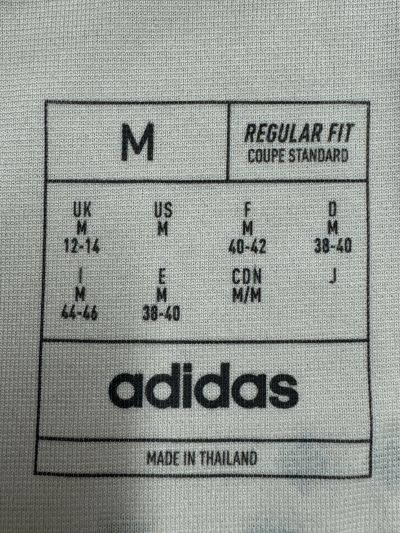 M
REGULAR FIT
COUPE STANDARD
UK US F D
M M M M
12-14 40-42 38-40
I E CDN J
M M M/M
44-46 38-40
adidas
MADE IN THAILAND